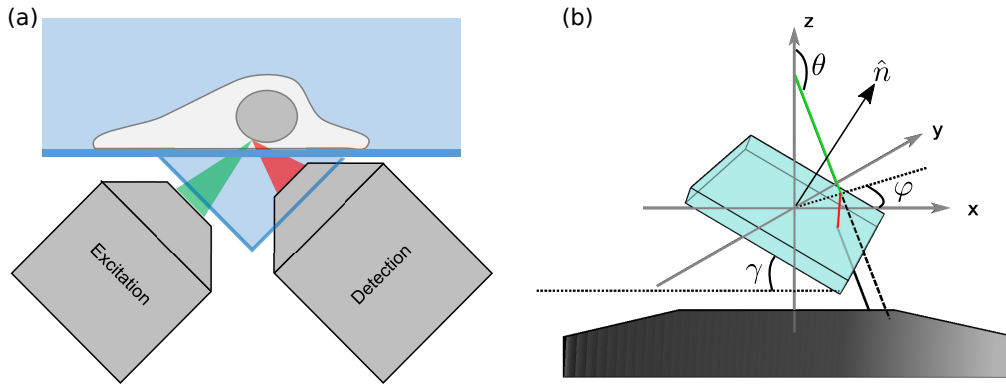 (a)
Excitation
Detection
(b)
z
θ
n̂
y
φ
x
γ